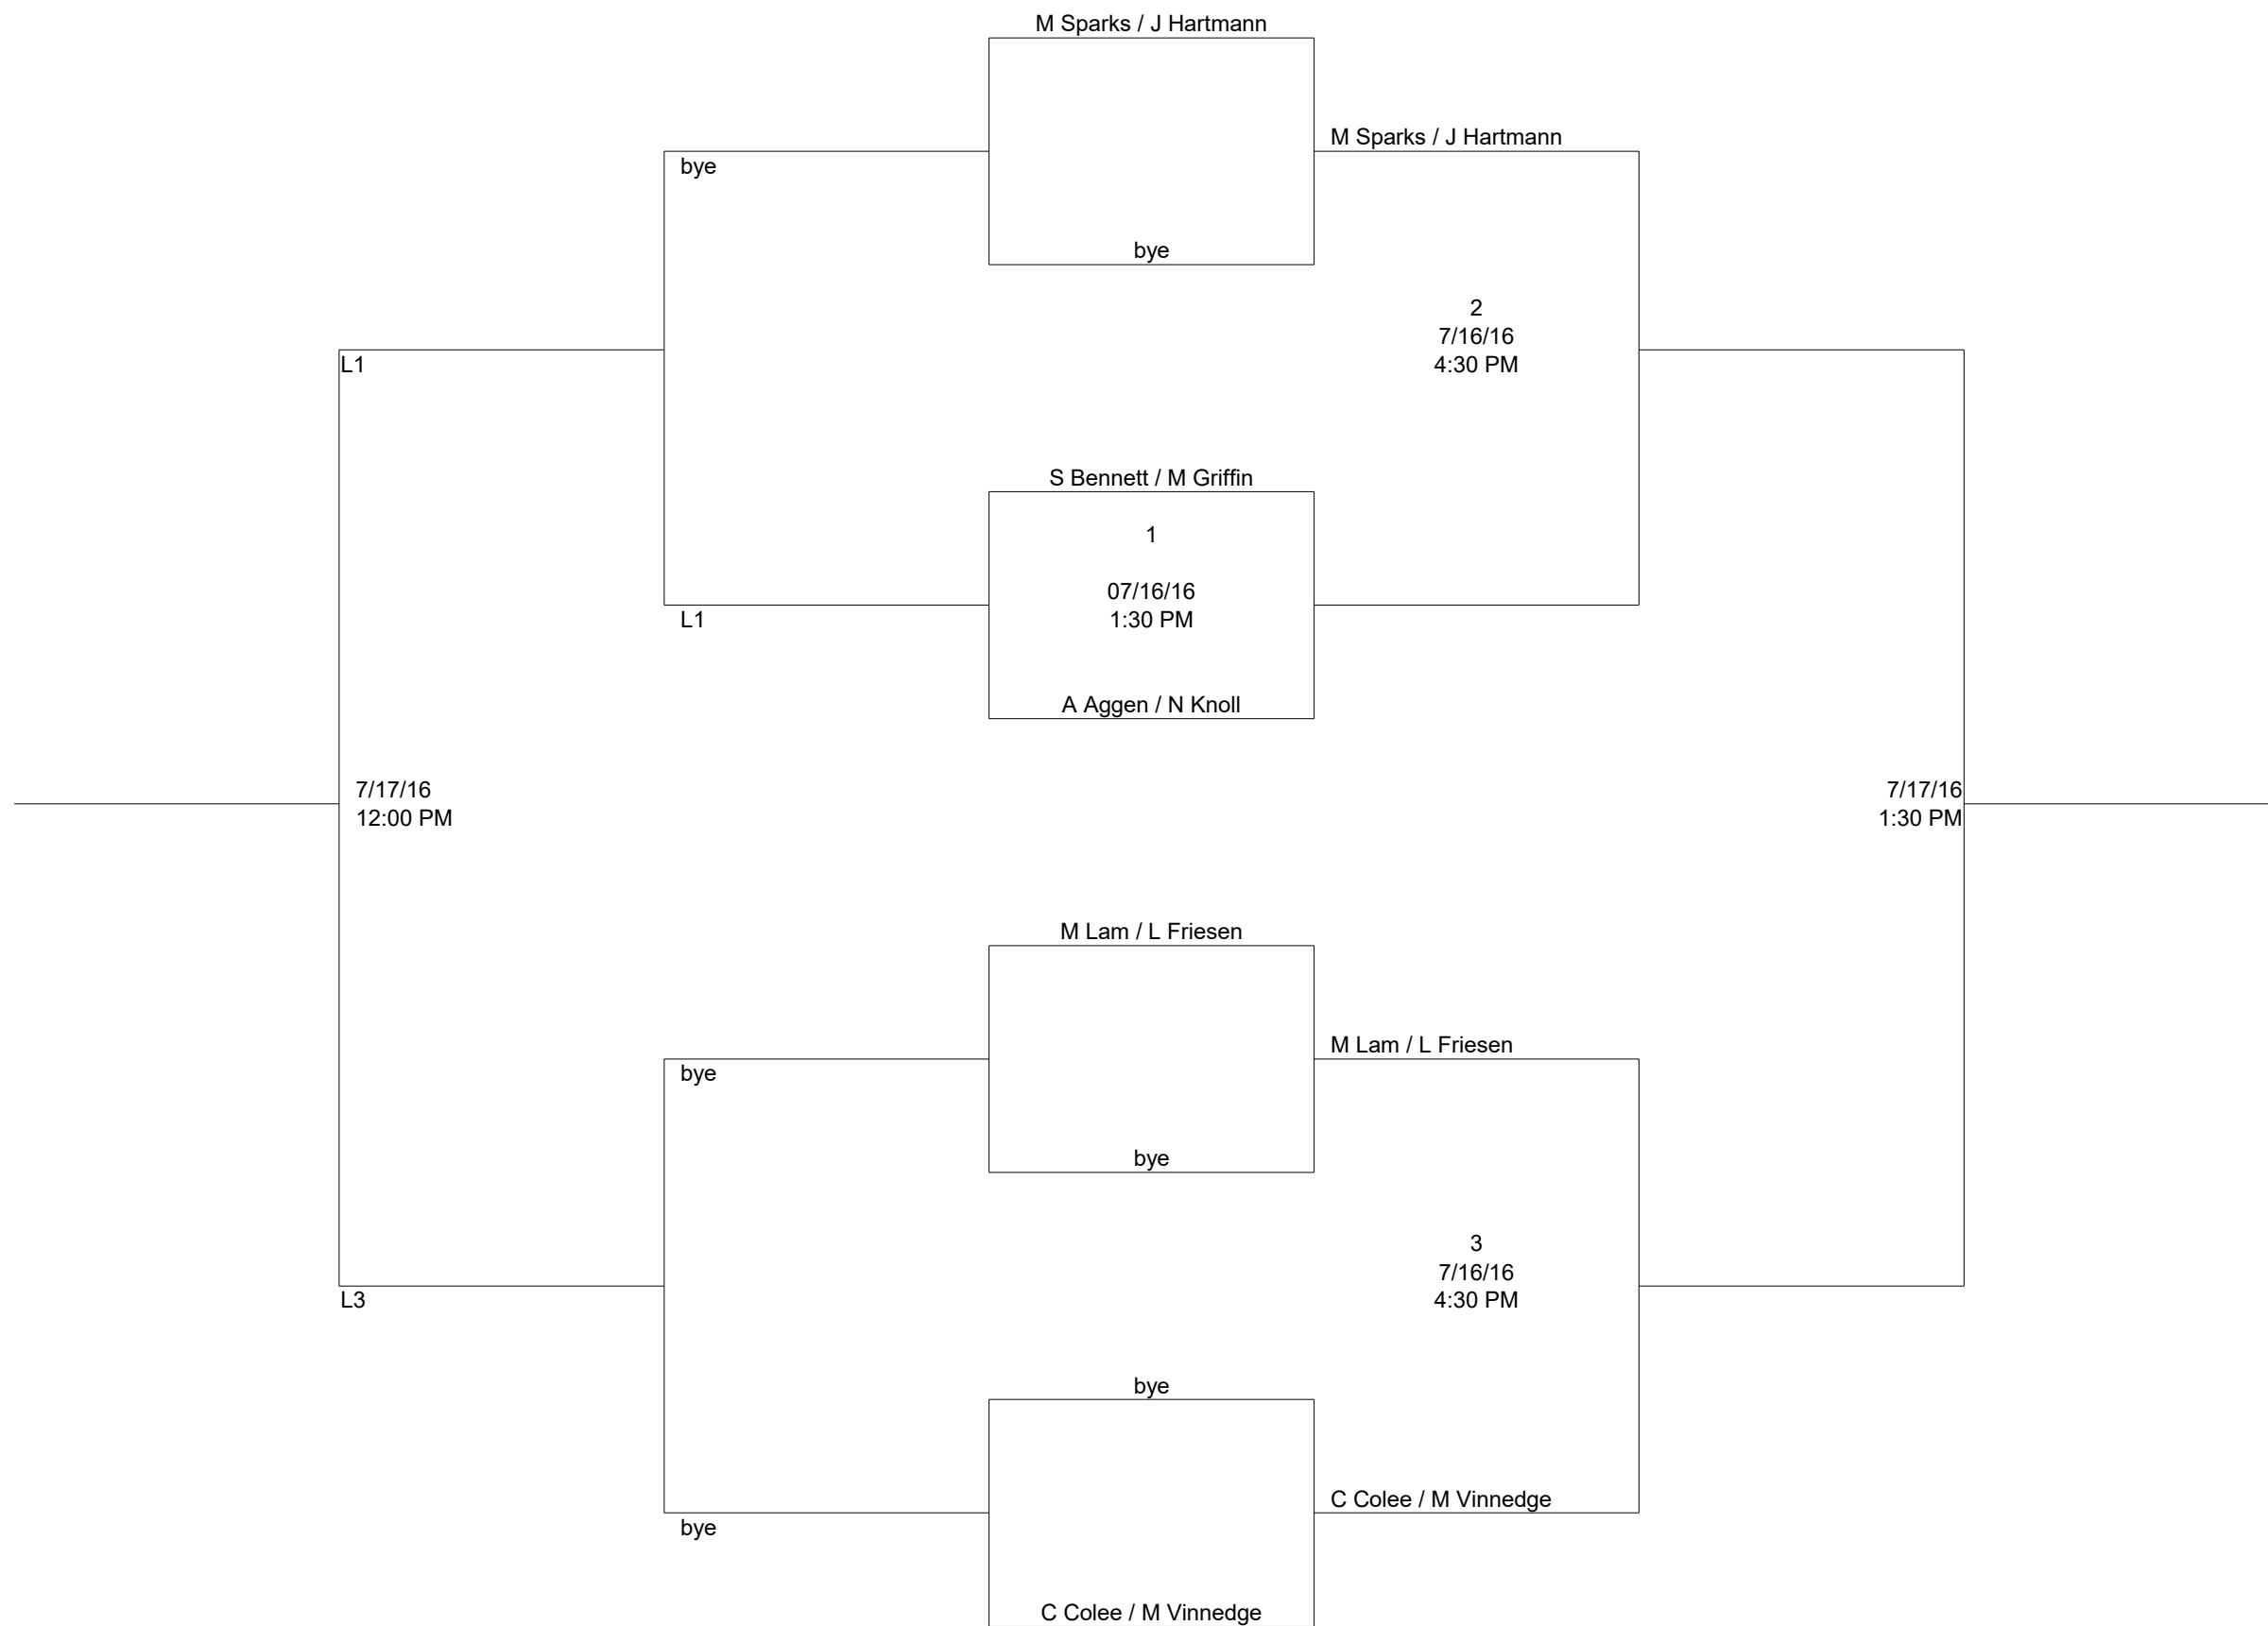 M Sparks / J Hartmann
M Sparks / J Hartmann
bye
bye
2
7/16/16
4:30 PM
L1
S Bennett / M Griffin
1
07/16/16
1:30 PM
L1
A Aggen / N Knoll
7/17/16
12:00 PM
7/17/16
1:30 PM
M Lam / L Friesen
M Lam / L Friesen
bye
bye
3
7/16/16
4:30 PM
L3
bye
C Colee / M Vinnedge
bye
C Colee / M Vinnedge